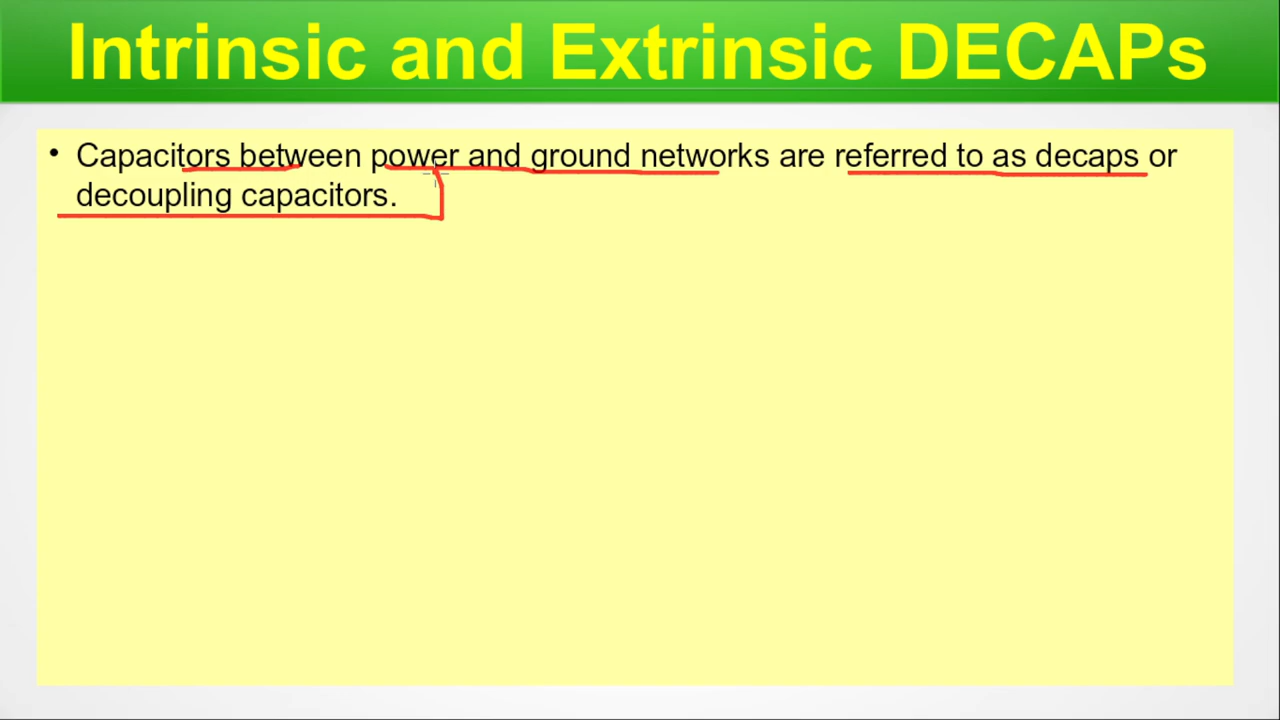 Intrinsic and Extrinsic DECAPs
• Capacitors between power and ground networks are referred to as decaps or
decoupling capacitors.